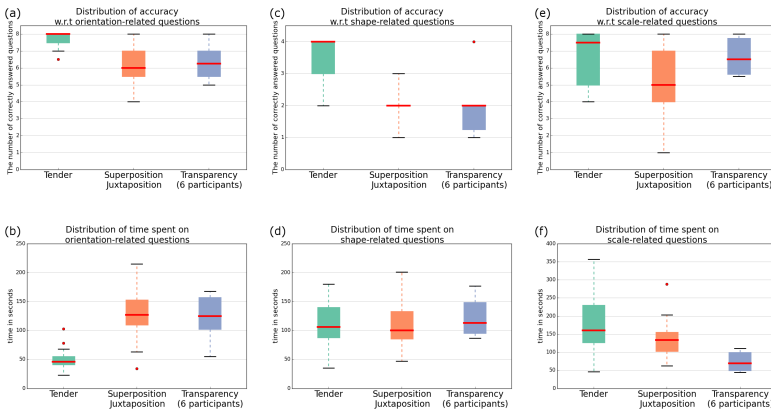 (a)
Distribution of accuracy
w.r.t orientation-related questions
The number of correctly answered questions
8
7
6
5
4
3
2
1
0
Tender
Superposition
Juxtaposition
Transparency
(6 participants)
(c)
Distribution of accuracy
w.r.t shape-related questions
The number of correctly answered questions
4
3
2
1
0
Tender
Superposition
Juxtaposition
Transparency
(6 participants)
(e)
Distribution of accuracy
w.r.t scale-related questions
The number of correctly answered questions
8
7
6
5
4
3
2
1
0
Tender
Superposition
Juxtaposition
Transparency
(6 participants)
(b)
Distribution of time spent on
orientation-related questions
time in seconds
250
200
150
100
50
0
Tender
Superposition
Juxtaposition
Transparency
(6 participants)
(d)
Distribution of time spent on
shape-related questions
time in seconds
250
200
150
100
50
0
Tender
Superposition
Juxtaposition
Transparency
(6 participants)
(f)
Distribution of time spent on
scale-related questions
time in seconds
400
350
300
250
200
150
100
50
0
Tender
Superposition
Juxtaposition
Transparency
(6 participants)